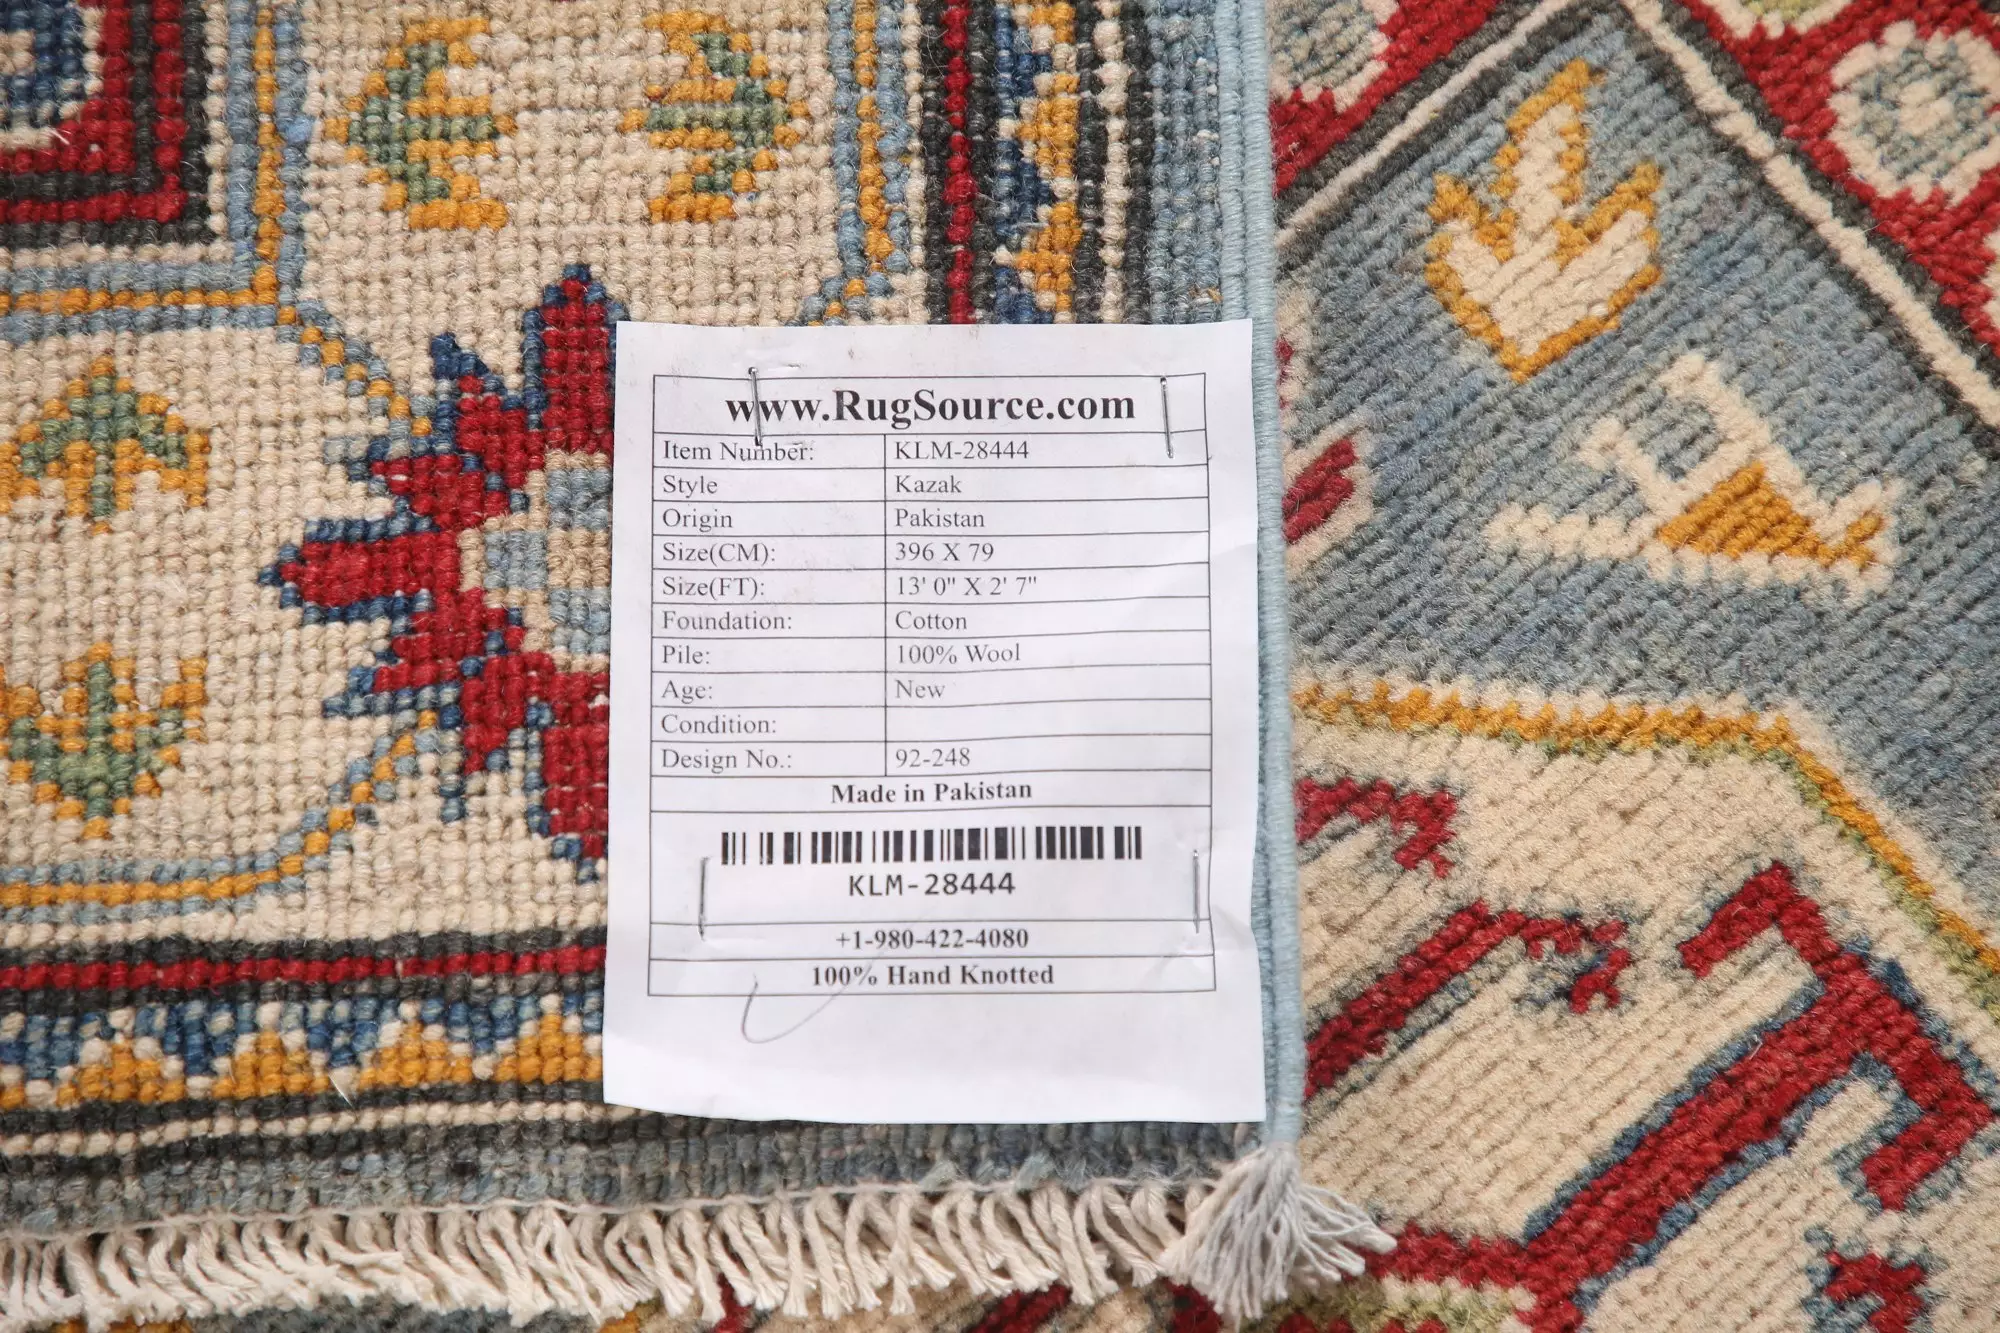 www.RugSource.com
Item Number: KLM-28444
Style Kazak
Origin Pakistan
Size(CM): 396 X 79
Size(FT): 13' 0" X 2' 7"
Foundation: Cotton
Pile: 100% Wool
Age: New
Condition:
Design No.: 92-248
Made in Pakistan
KLM-28444
+1-980-422-4080
100% Hand Knotted